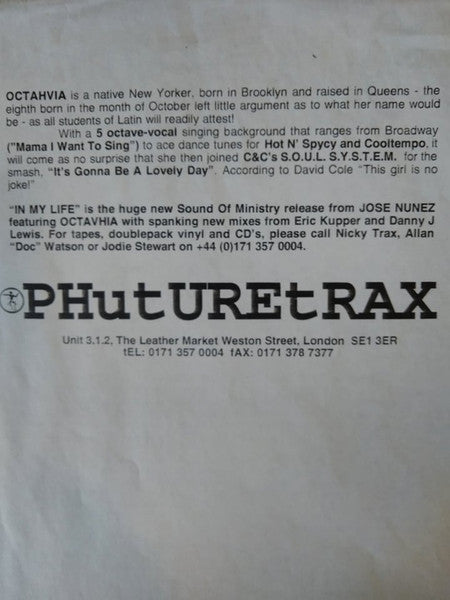 OCTAHVIA is a native New Yorker, born in Brooklyn and raised in Queens - the
eighth born in the month of October left little argument as to what her name would
be - as all students of Latin will readily attest!
With a 5 octave-vocal singing background that ranges from Broadway
("Mama I Want To Sing") to ace dance tunes for Hot N' Spycy and Cooltempo, it
will come as no surprise that she then joined C&C's S.O.U.L. S.Y.S.T.E.M. for the
smash, "It's Gonna Be A Lovely Day". According to David Cole "This girl is no
joke!"
"IN MY LIFE" is the huge new Sound Of Ministry release from JOSE NUNEZ
featuring OCTAVHIA with spanking new mixes from Eric Kupper and Danny J
Lewis. For tapes, doublepack vinyl and CD's, please call Nicky Trax, Allan
"Doc" Watson or Jodie Stewart on +44 (0)171 357 0004.
PHutUREtRAX
Unit 3.1.2, The Leather Market Weston Street, London SE1 3ER
tEL: 0171 357 0004 fAX: 0171 378 7377